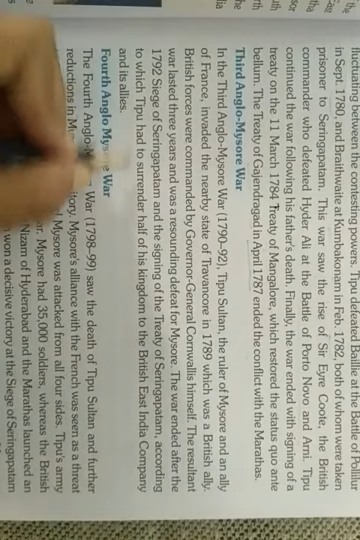 fluctuating between the contesting powers. Tipu defeated Baillie at the Battle of Pollilur
in Sept. 1780, and Braithwaite at Kumbakonam in Feb. 1782, both of whom were taken
prisoner to Seringapatam. This war saw the rise of Sir Eyre Coote, the British
commander who defeated Hyder Ali at the Battle of Porto Novo and Arni. Tipu
continued the war following his father's death. Finally, the war ended with signing of a
treaty on the 11 March 1784 Treaty of Mangalore, which restored the status quo ante
bellum. The Treaty of Gajendragad in April 1787 ended the conflict with the Marathas.
Third Anglo-Mysore War
In the Third Anglo-Mysore War (1790–92), Tipu Sultan, the ruler of Mysore and an ally
of France, invaded the nearby state of Travancore in 1789 which was a British ally.
British forces were commanded by Governor-General Cornwallis himself. The resultant
war lasted three years and was a resounding defeat for Mysore. The war ended after the
1792 Siege of Seringapatam and the signing of the Treaty of Seringapatam, according
to which Tipu had to surrender half of his kingdom to the British East India Company
and its allies.
Fourth Anglo Mysore War
The Fourth Anglo-M War (1798–99) saw the death of Tipu Sultan and further
reductions in M itory. Mysore's alliance with the French was seen as a threat
Mysore was attacked from all four sides. Tipu's army
ar. Mysore had 35,000 soldiers, whereas the British
Nizam of Hyderabad and the Marathas launched an
won a decisive victory at the Siege of Seringapatam